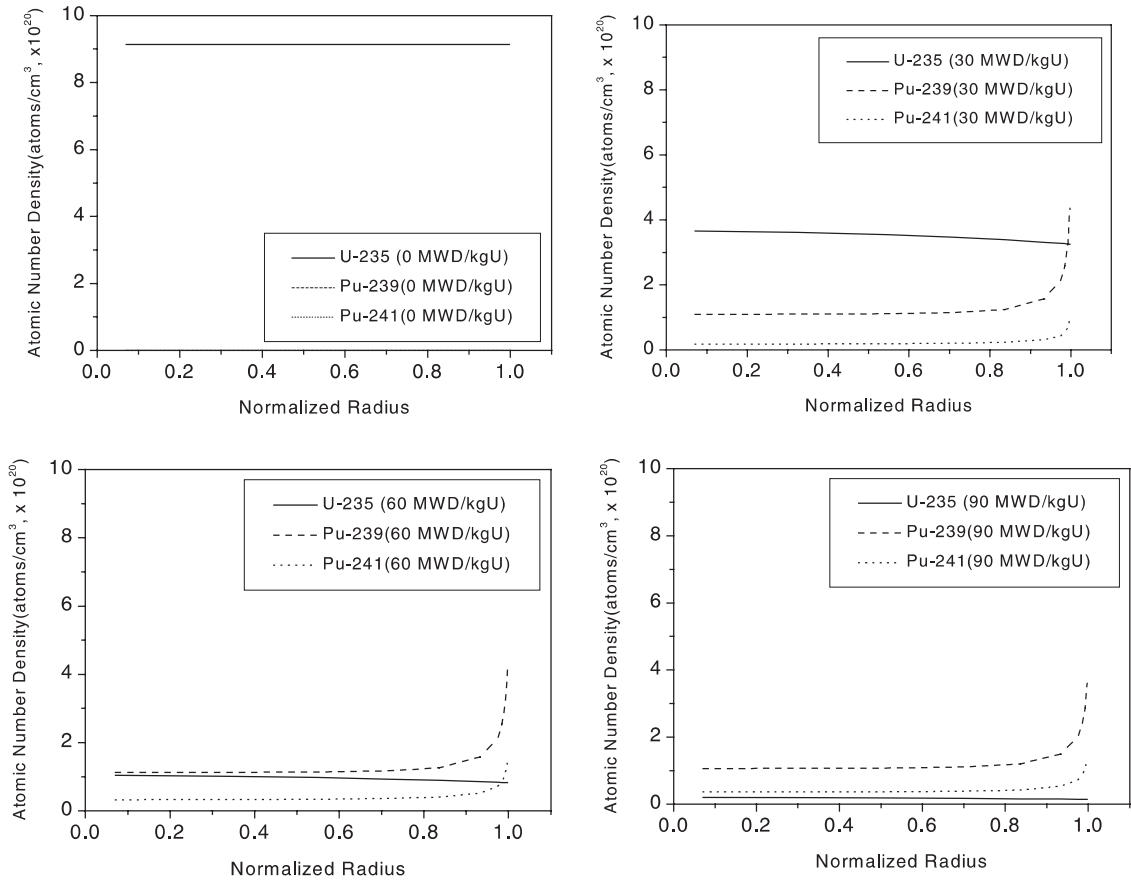 Atomic Number Density(atoms/cm³, x10²⁰)
10
8
6
4
2
0
U-235 (0 MWD/kgU)
Pu-239(0 MWD/kgU)
Pu-241(0 MWD/kgU)
0.0 0.2 0.4 0.6 0.8 1.0
Normalized Radius
Atomic Number Density(atoms/cm³, x 10²⁰)
10
8
6
4
2
0
U-235 (30 MWD/kgU)
Pu-239(30 MWD/kgU)
Pu-241(30 MWD/kgU)
0.0 0.2 0.4 0.6 0.8 1.0
Normalized Radius
Atomic Number Density(atoms/cm³, x 10²⁰)
10
8
6
4
2
0
U-235 (60 MWD/kgU)
Pu-239(60 MWD/kgU)
Pu-241(60 MWD/kgU)
0.0 0.2 0.4 0.6 0.8 1.0
Normalized Radius
Atomic Number Density(atoms/cm³, x 10²⁰)
10
8
6
4
2
0
U-235 (90 MWD/kgU)
Pu-239(90 MWD/kgU)
Pu-241(90 MWD/kgU)
0.0 0.2 0.4 0.6 0.8 1.0
Normalized Radius